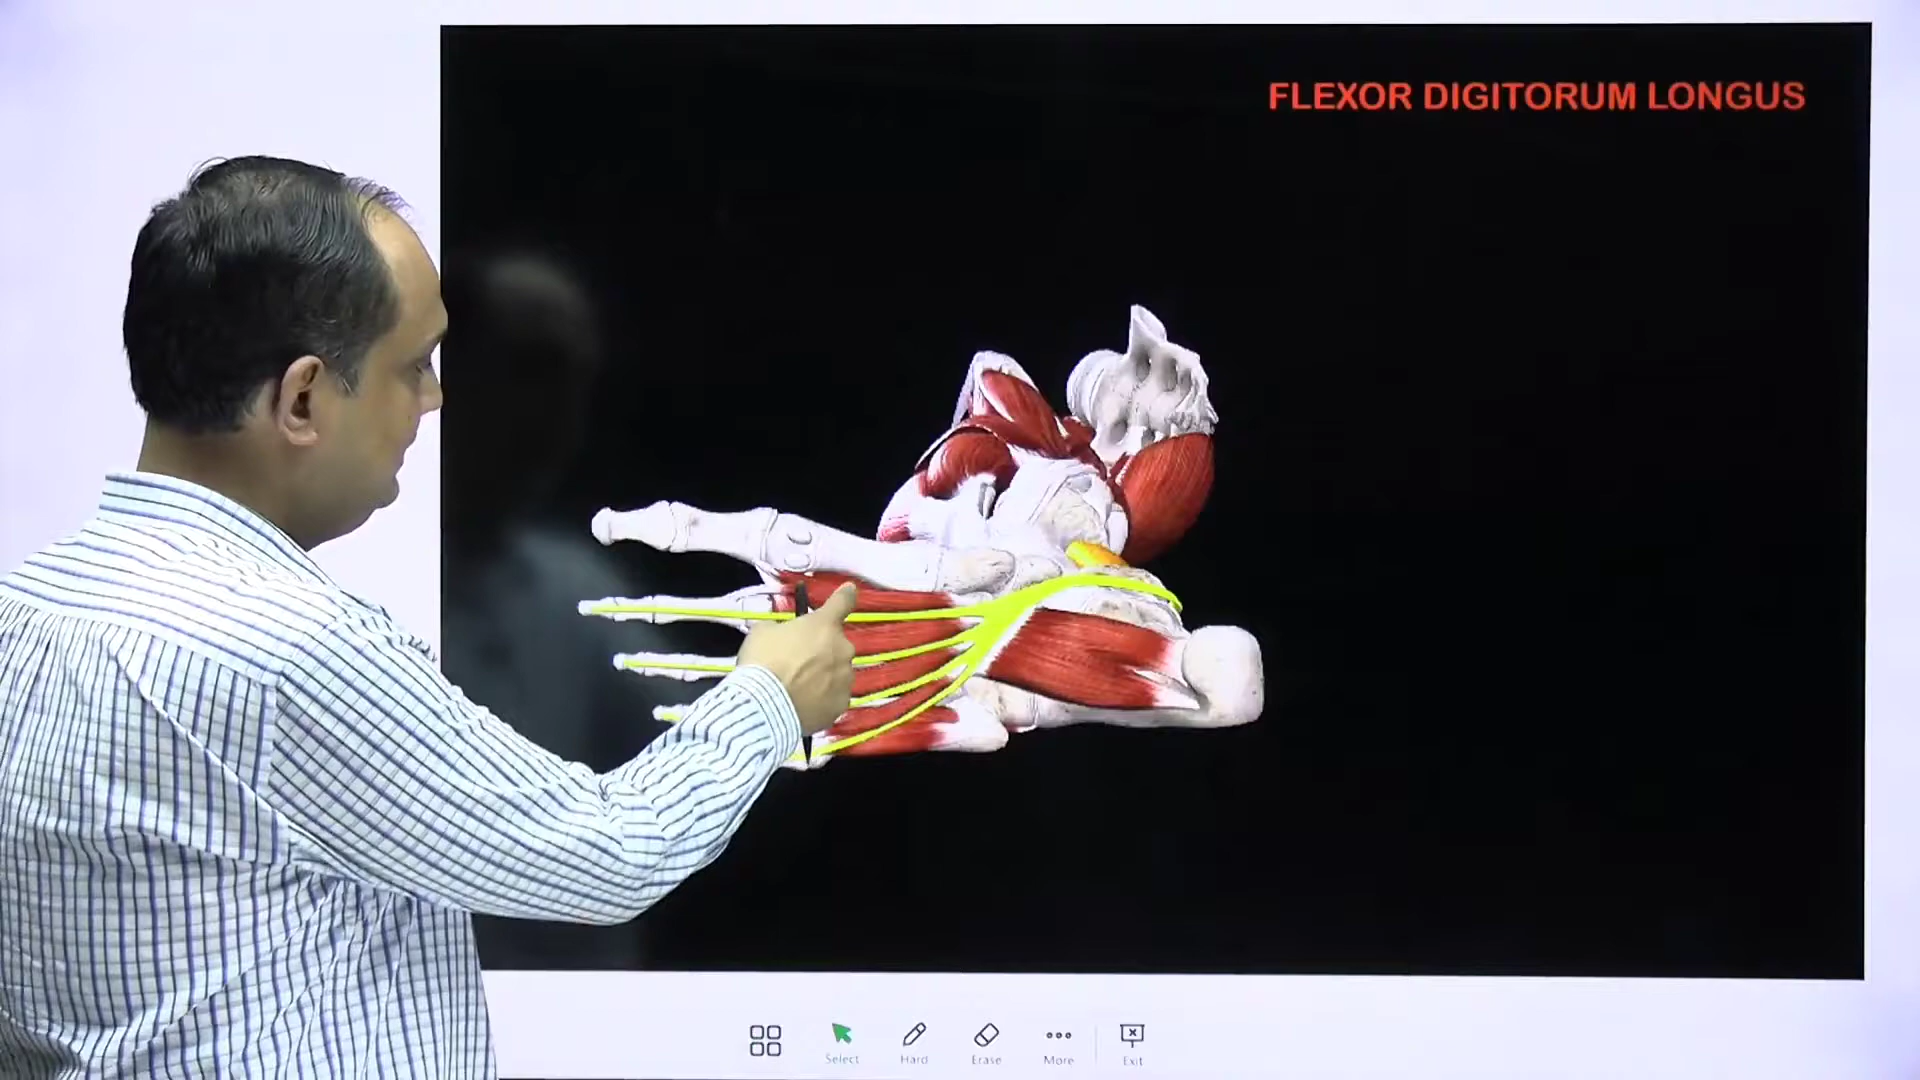 FLEXOR DIGITORUM LONGUS
Select
Hard
Erase
More
Exit